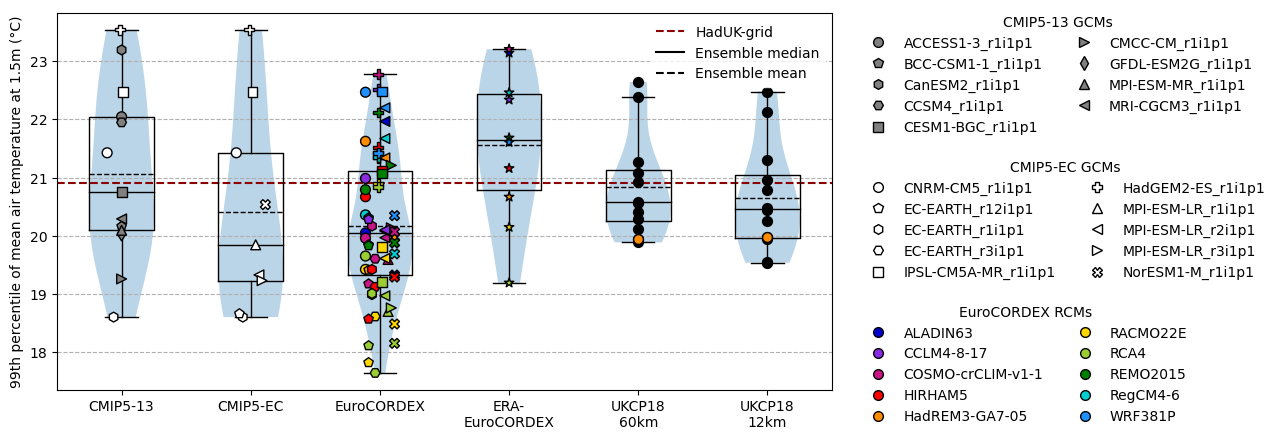 99th percentile of mean air temperature at 1.5m (°C)
23
22
21
20
19
18
HadUK-grid
Ensemble median
Ensemble mean
CMIP5-13
CMIP5-EC
EuroCORDEX
ERA-
EuroCORDEX
UKCP18
60km
UKCP18
12km
CMIP5-13 GCMs
ACCESS1-3_r1i1p1
BCC-CSM1-1_r1i1p1
CanESM2_r1i1p1
CCSM4_r1i1p1
CESM1-BGC_r1i1p1
CMCC-CM_r1i1p1
GFDL-ESM2G_r1i1p1
MPI-ESM-MR_r1i1p1
MRI-CGCM3_r1i1p1
CMIP5-EC GCMs
CNRM-CM5_r1i1p1
EC-EARTH_r12i1p1
EC-EARTH_r1i1p1
EC-EARTH_r3i1p1
IPSL-CM5A-MR_r1i1p1
HadGEM2-ES_r1i1p1
MPI-ESM-LR_r1i1p1
MPI-ESM-LR_r2i1p1
MPI-ESM-LR_r3i1p1
NorESM1-M_r1i1p1
EuroCORDEX RCMs
ALADIN63
CCLM4-8-17
COSMO-crCLIM-v1-1
HIRHAM5
HadREM3-GA7-05
RACMO22E
RCA4
REMO2015
RegCM4-6
WRF381P